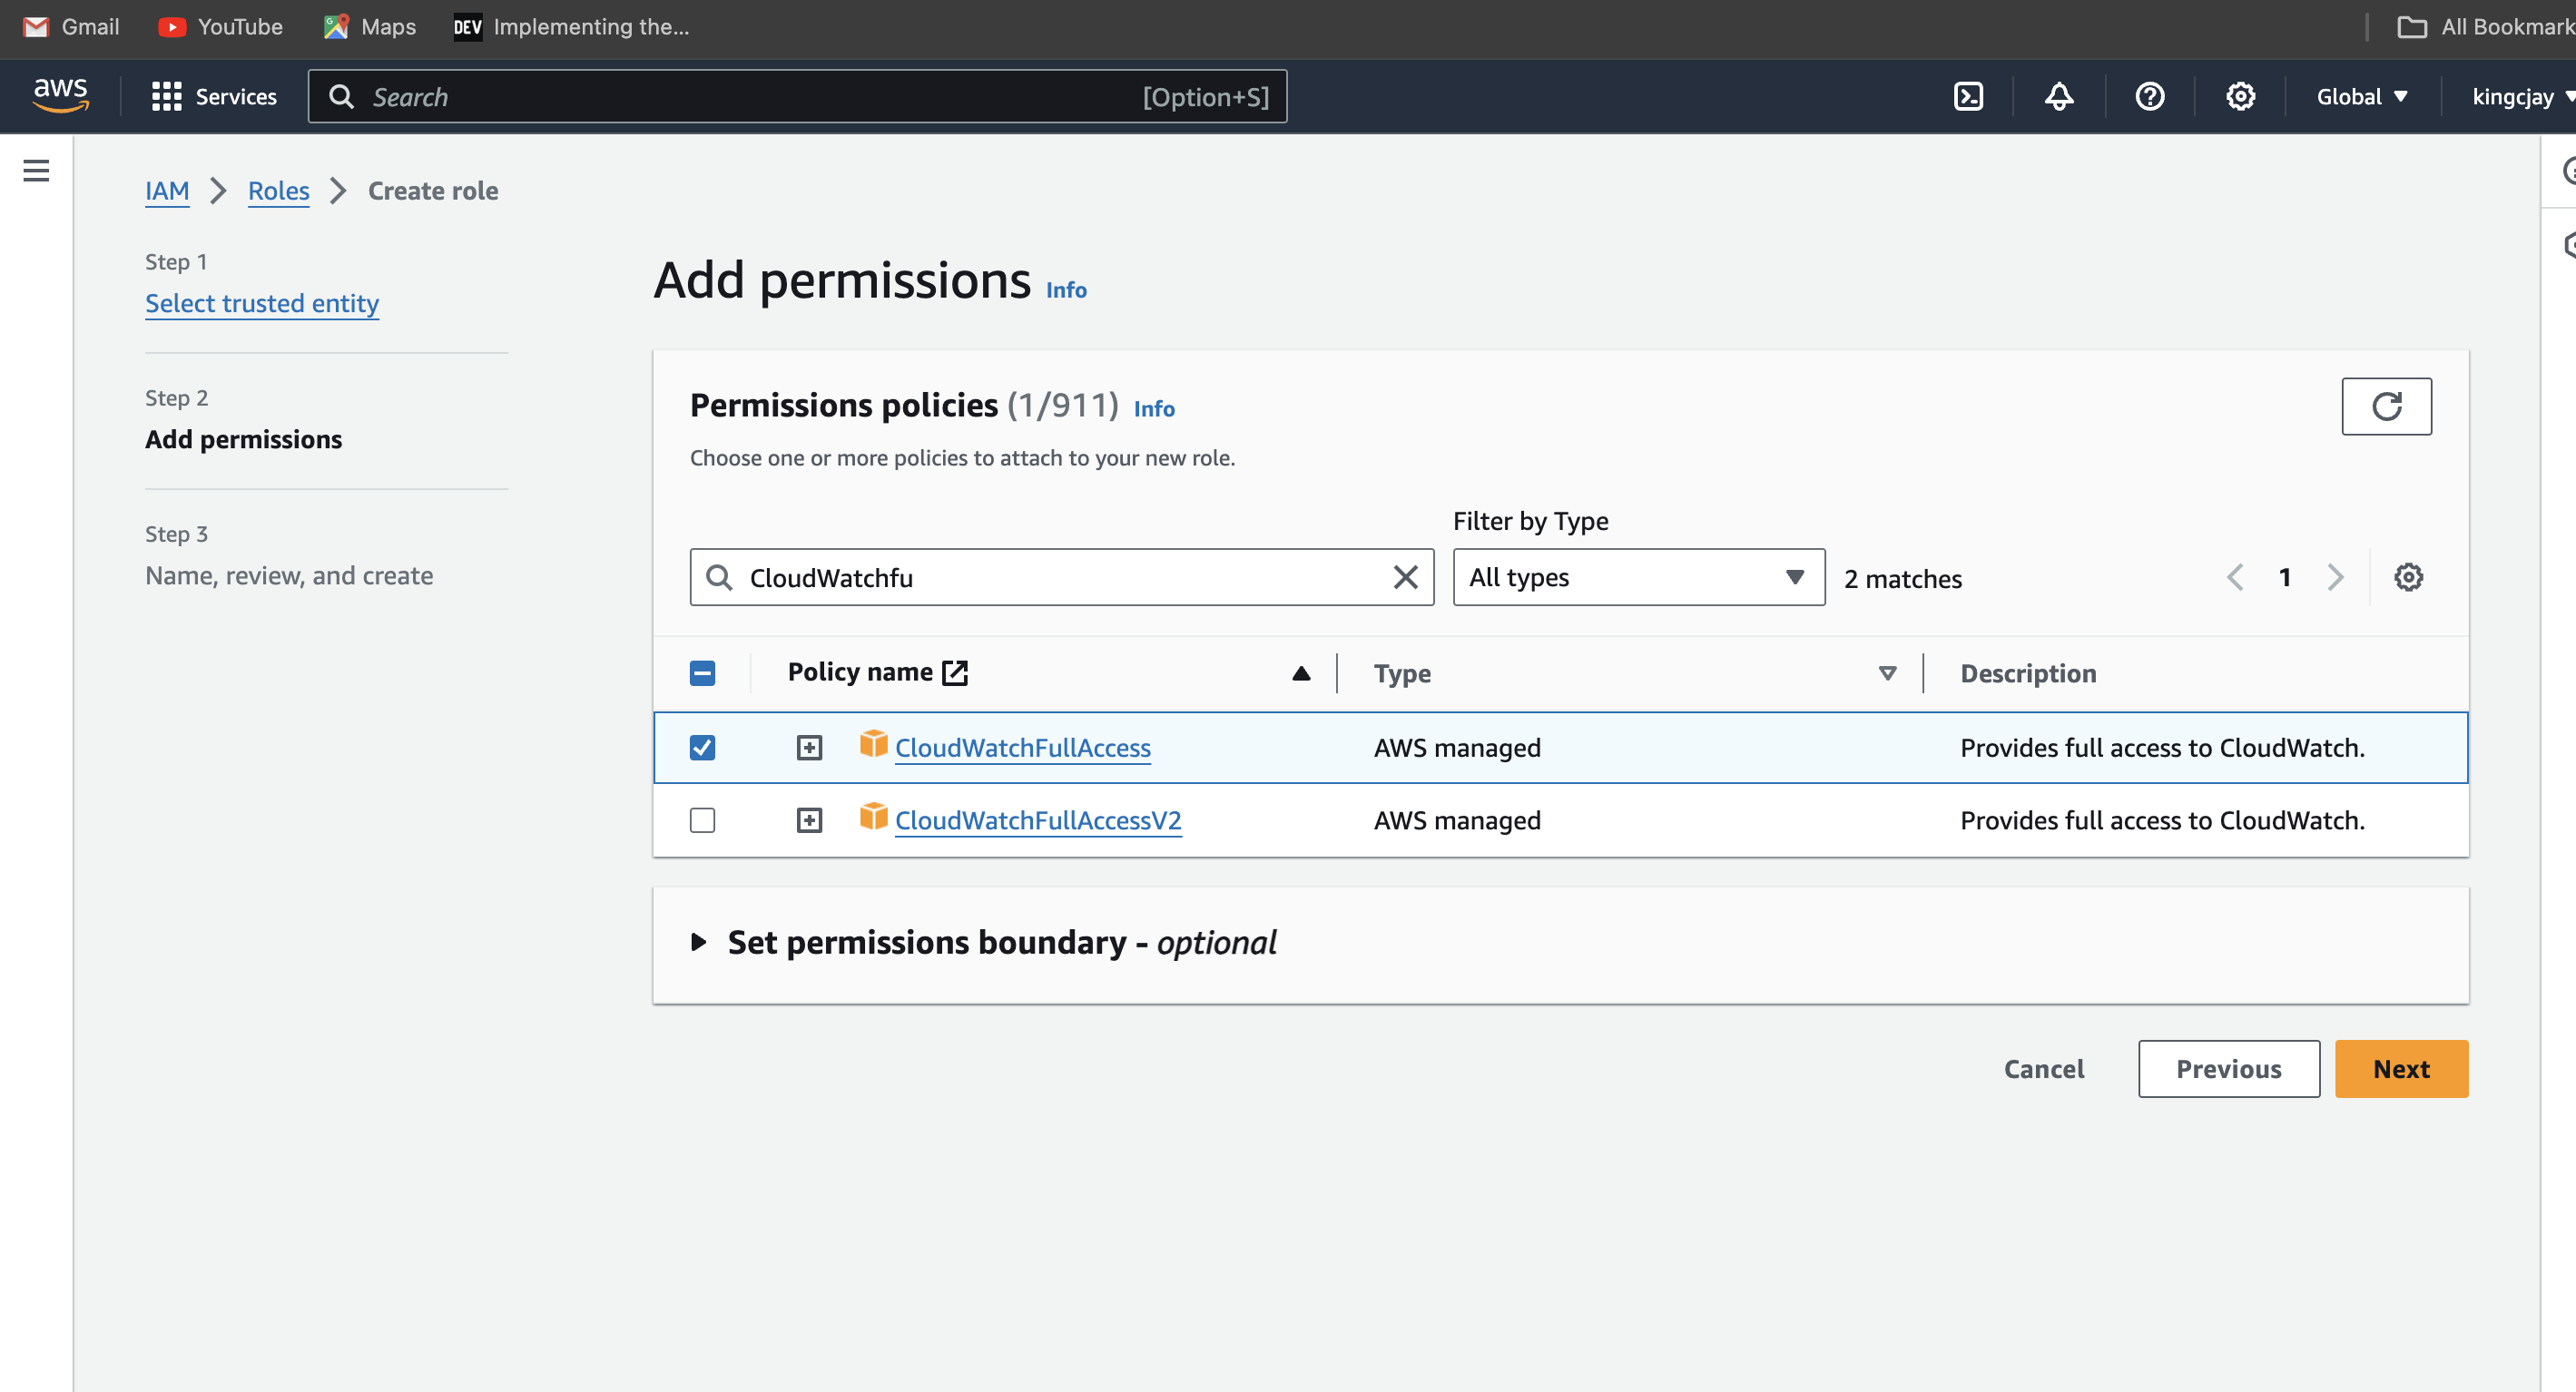 Gmail YouTube Maps DEV Implementing the... All Bookmark
aws Services Search [Option+S] Global kingcjay
IAM Roles Create role
Step 1
Select trusted entity
Step 2
Add permissions
Step 3
Name, review, and create
Add permissions Info
Permissions policies (1/911) Info
Choose one or more policies to attach to your new role.
Filter by Type
CloudWatchfu All types 2 matches 1
Policy name Type Description
CloudWatchFullAccess AWS managed Provides full access to CloudWatch.
CloudWatchFullAccessV2 AWS managed Provides full access to CloudWatch.
Set permissions boundary - optional
Cancel Previous Next